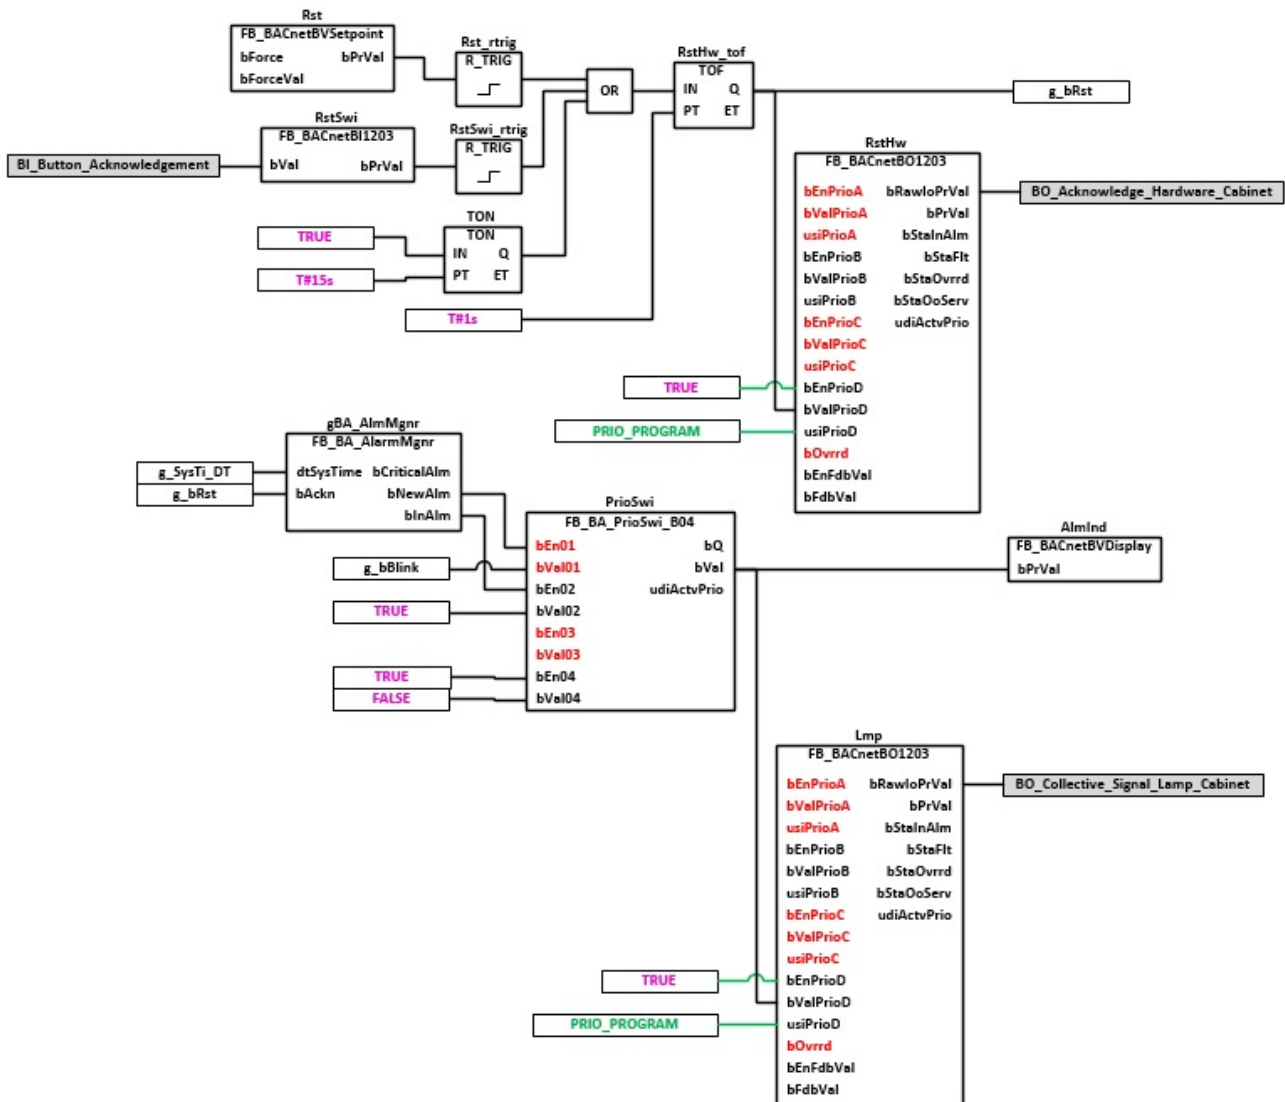 Rst
FB_BACnetBVSetpoint
bForce bPrVal
bForceVal
Rst_rtrig
R_TRIG
RstSwi
FB_BACnetBI1203
bVal bPrVal
BI_Button_Acknowledgement
RstSwi_rtrig
R_TRIG
OR
RstHw_tof
TOF
IN Q
PT ET
g_bRst
TON
TON
IN Q
PT ET
TRUE
T#15s
T#1s
RstHw
FB_BACnetBO1203
bEnPrioA bRawIoPrVal
bValPrioA bPrVal
usiPrioA bStaInAlm
bEnPrioB bStaFlt
bValPrioB bStaOvrrd
usiPrioB bStaOoServ
bEnPrioC udiActvPrio
bValPrioC
usiPrioC
bEnPrioD
bValPrioD
usiPrioD
bOvrrd
bEnFdbVal
bFdbVal
BO_Acknowledge_Hardware_Cabinet
TRUE
PRIO_PROGRAM
gBA_AlmMgnr
FB_BA_AlarmMgnr
dtSysTime bCriticalAlm
bAckn bNewAlm
bInAlm
g_SysTi_DT
g_bRst
PrioSwi
FB_BA_PrioSwi_B04
bEn01 bQ
bVal01 bVal
bEn02 udiActvPrio
bVal02
bEn03
bVal03
bEn04
bVal04
g_bBlink
TRUE
TRUE
FALSE
AlmInd
FB_BACnetBVDisplay
bPrVal
Lmp
FB_BACnetBO1203
bEnPrioA bRawIoPrVal
bValPrioA bPrVal
usiPrioA bStaInAlm
bEnPrioB bStaFlt
bValPrioB bStaOvrrd
usiPrioB bStaOoServ
bEnPrioC udiActvPrio
bValPrioC
usiPrioC
bEnPrioD
bValPrioD
usiPrioD
bOvrrd
bEnFdbVal
bFdbVal
BO_Collective_Signal_Lamp_Cabinet
TRUE
PRIO_PROGRAM